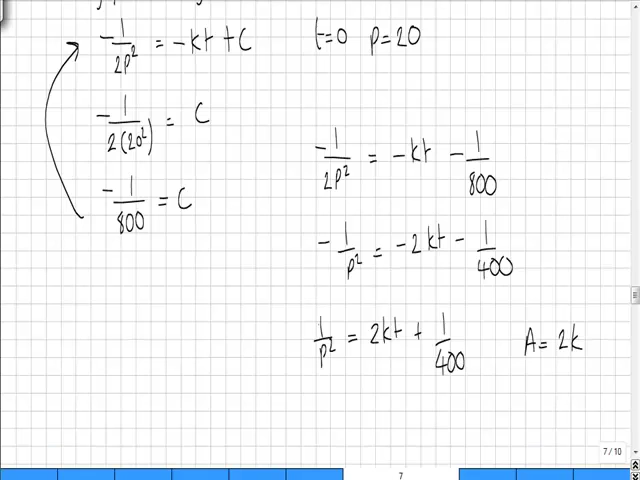 -1/2p² = -kt + C
t=0 p=20
-1/2(20²) = C
-1/800 = C
-1/2p² = -kt - 1/800
-1/p² = -2kt - 1/400
1/p² = 2kt + 1/400
A = 2k
7 / 10
7